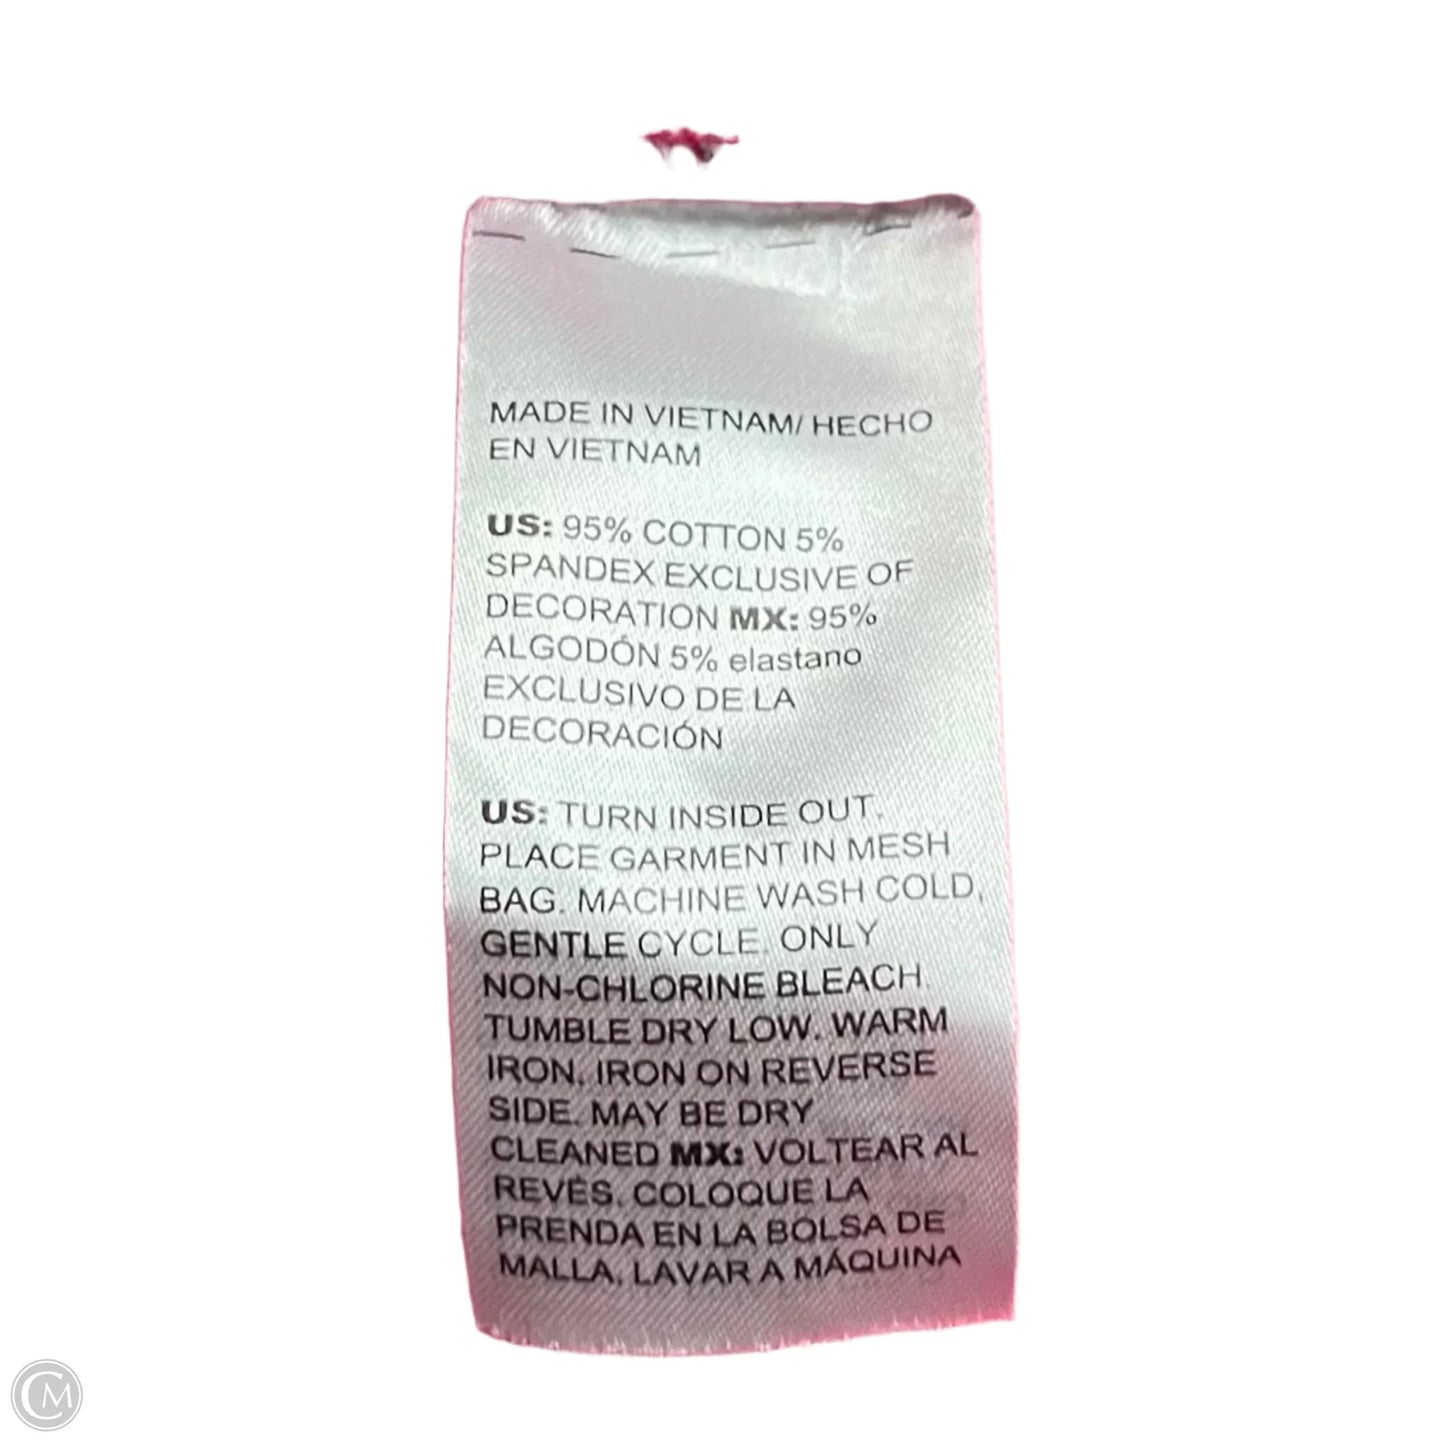 MADE IN VIETNAM/ HECHO
EN VIETNAM
US: 95% COTTON 5%
SPANDEX EXCLUSIVE OF
DECORATION MX: 95%
ALGODÓN 5% elastano
EXCLUSIVO DE LA
DECORACIÓN
US: TURN INSIDE OUT.
PLACE GARMENT IN MESH
BAG. MACHINE WASH COLD,
GENTLE CYCLE. ONLY
NON-CHLORINE BLEACH.
TUMBLE DRY LOW. WARM
IRON. IRON ON REVERSE
SIDE. MAY BE DRY
CLEANED MX: VOLTEAR AL
REVÉS. COLOQUE LA
PRENDA EN LA BOLSA DE
MALLA. LAVAR A MÁQUINA
CM